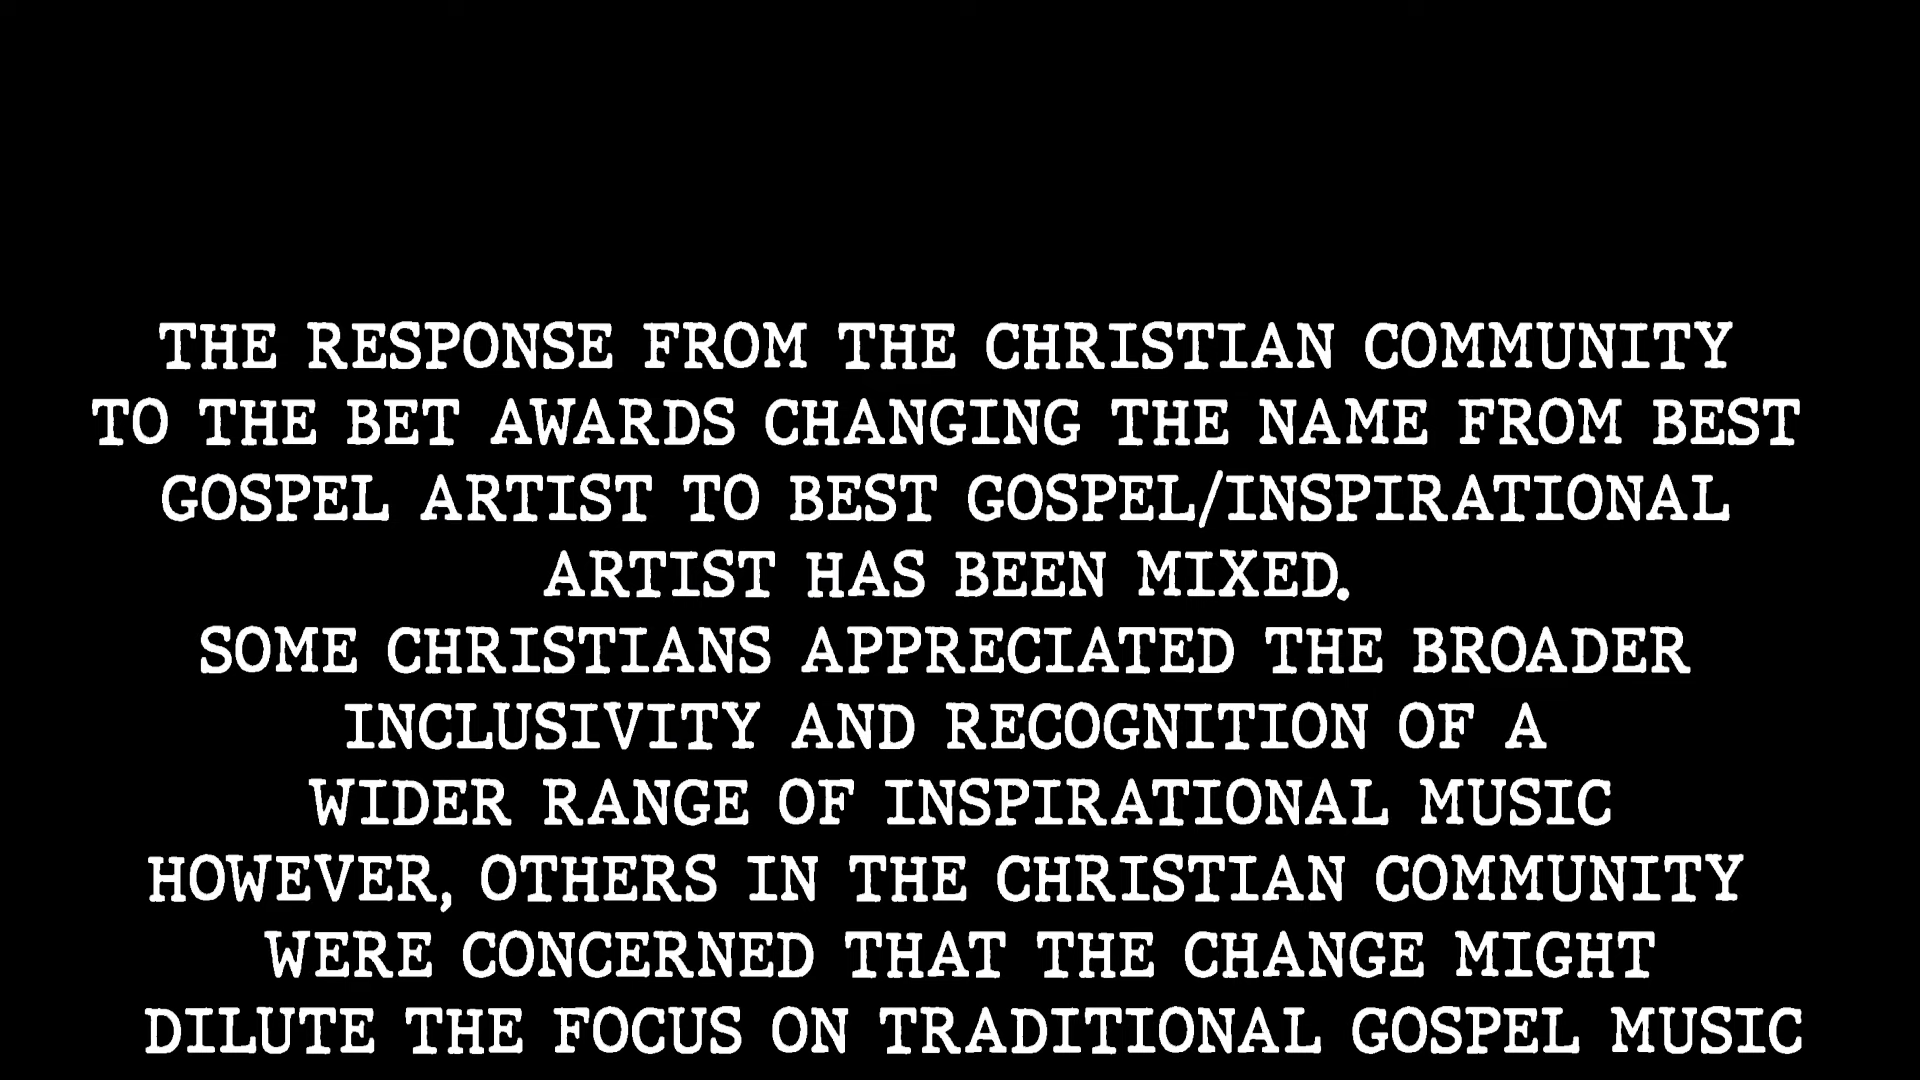 THE RESPONSE FROM THE CHRISTIAN COMMUNITY
TO THE BET AWARDS CHANGING THE NAME FROM BEST
GOSPEL ARTIST TO BEST GOSPEL/INSPIRATIONAL
ARTIST HAS BEEN MIXED.
SOME CHRISTIANS APPRECIATED THE BROADER
INCLUSIVITY AND RECOGNITION OF A
WIDER RANGE OF INSPIRATIONAL MUSIC
HOWEVER, OTHERS IN THE CHRISTIAN COMMUNITY
WERE CONCERNED THAT THE CHANGE MIGHT
DILUTE THE FOCUS ON TRADITIONAL GOSPEL MUSIC